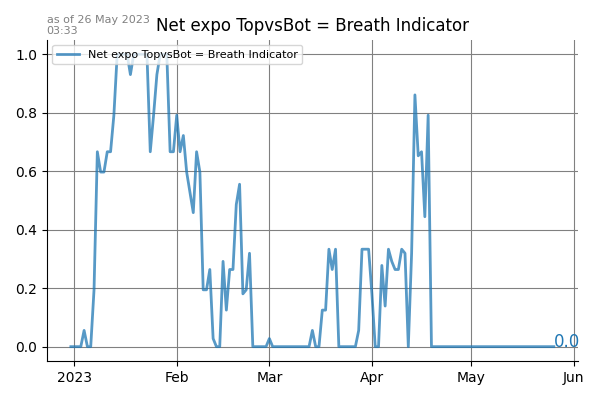 as of 26 May 2023
03:33
Net expo TopvsBot = Breath Indicator
Net expo TopvsBot = Breath Indicator
1.0
0.8
0.6
0.4
0.2
0.0
0.0
2023 Feb Mar Apr May Jun